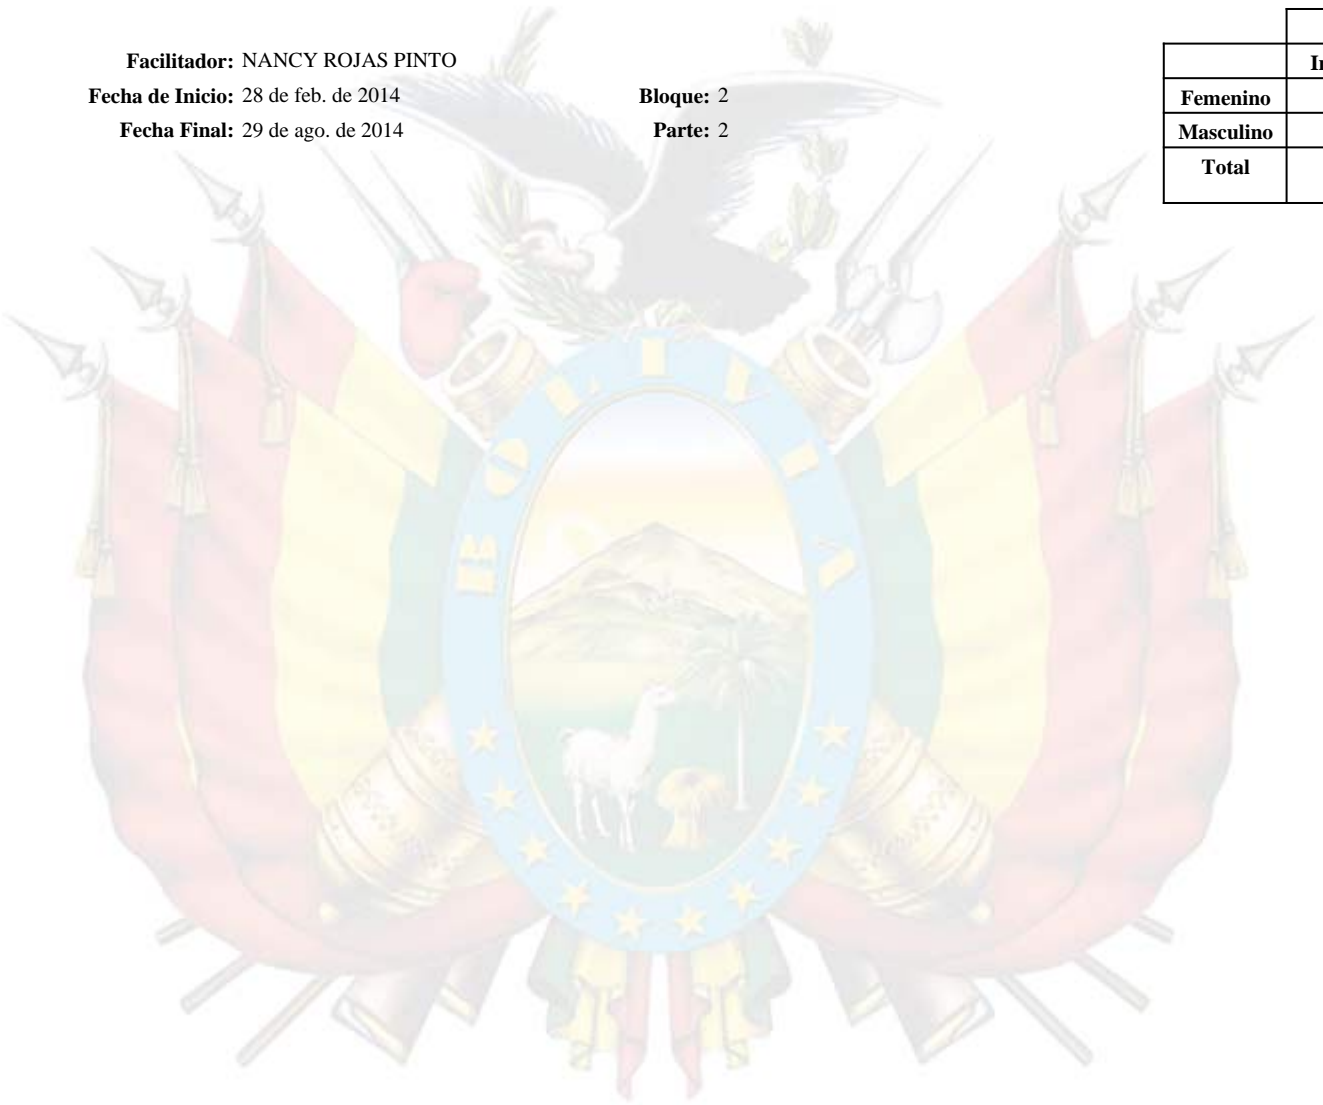 Facilitador: NANCY ROJAS PINTO
Fecha de Inicio: 28 de feb. de 2014 Bloque: 2
Fecha Final: 29 de ago. de 2014 Parte: 2
Femenino
Masculino
Total
BOLIVIA